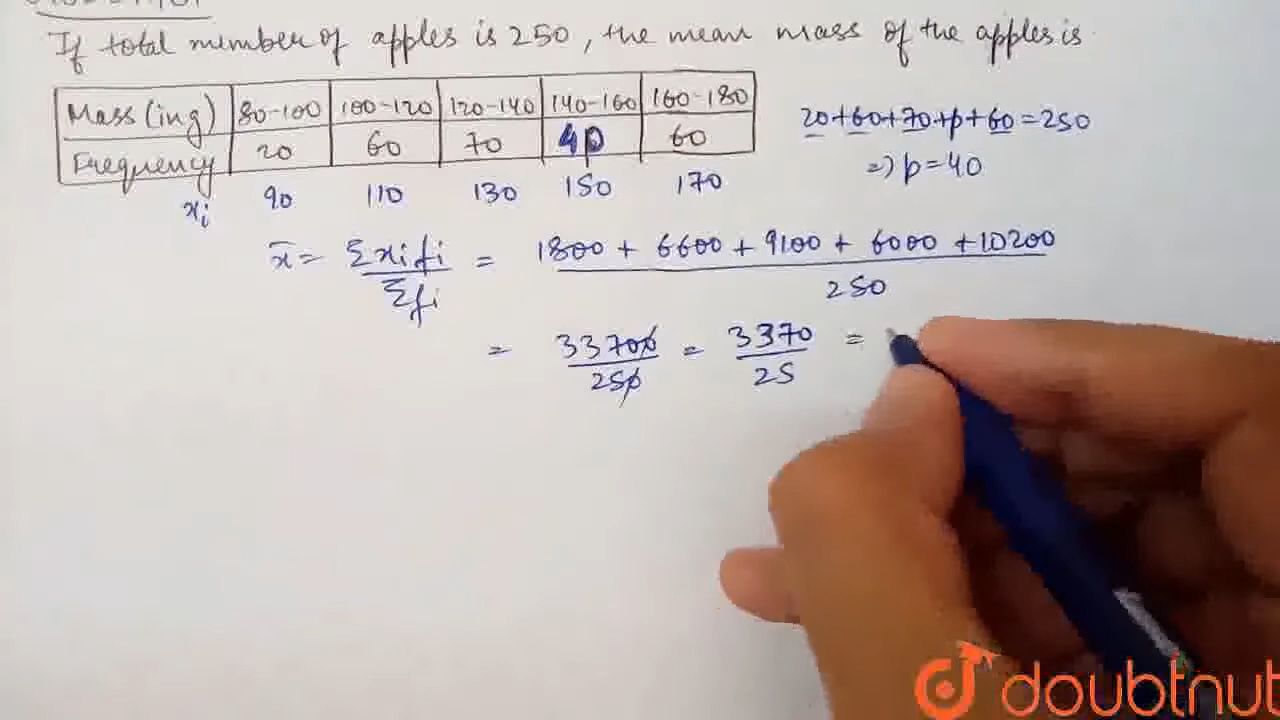 If total number of apples is 250, the mean mass of the apples is
Mass (in g) 80-100 100-120 120-140 140-160 160-180
Frequency 20 60 70 4p 60
xi 90 110 130 150 170
20+60+70+p+60=250
=> p=40
x̄ = Σxifi/Σfi = 1800 + 6600 + 9100 + 6000 + 10200/250
= 33700/250 = 3370/25 =
doubtnut